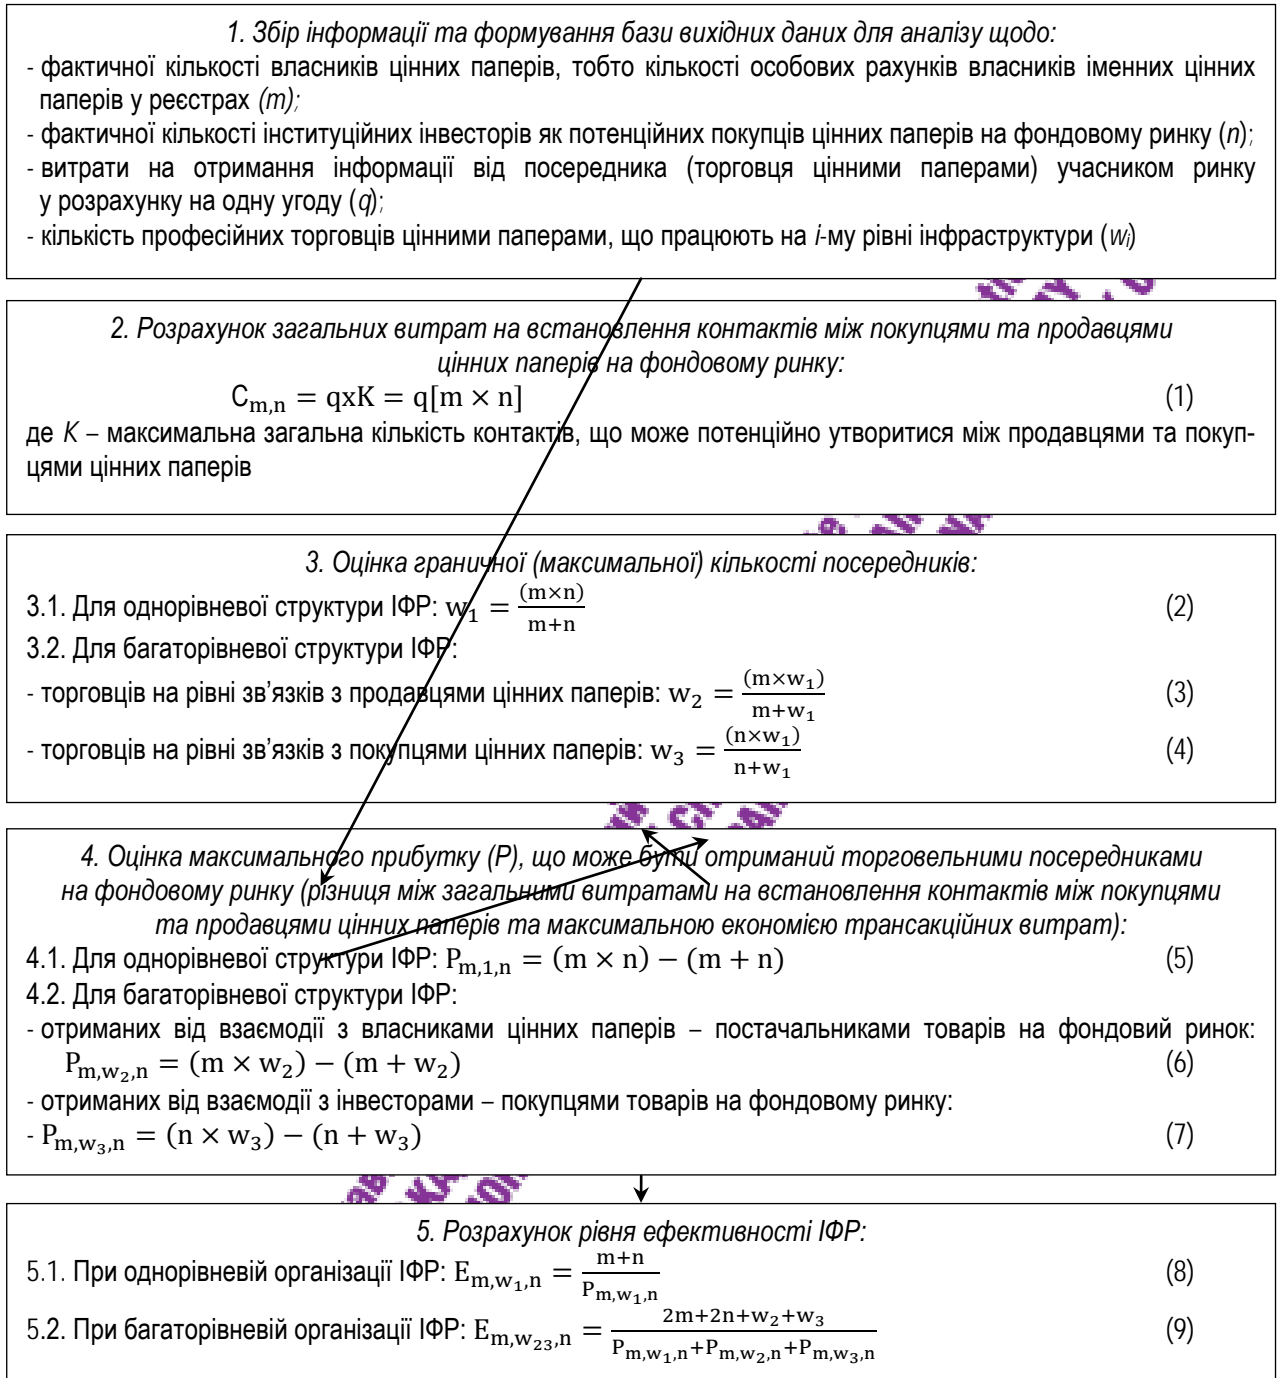 1. Збір інформації та формування бази вихідних даних для аналізу щодо:
- фактичної кількості власників цінних паперів, тобто кількості особових рахунків власників іменних цінних
паперів у реєстрах (m);
- фактичної кількості інституційних інвесторів як потенційних покупців цінних паперів на фондовому ринку (n);
- витрати на отримання інформації від посередника (торговця цінними паперами) учасником ринку
у розрахунку на одну угоду (q);
- кількість професійних торговців цінними паперами, що працюють на i-му рівні інфраструктури (wᵢ)
2. Розрахунок загальних витрат на встановлення контактів між покупцями та продавцями
цінних паперів на фондовому ринку:
C_{m,n} = qxK = q[m × n] (1)
де K – максимальна загальна кількість контактів, що може потенційно утворитися між продавцями та покуп-
цями цінних паперів
3. Оцінка граничної (максимальної) кількості посередників:
3.1. Для однорівневої структури ІФР: w₁ = (m×n)/(m+n) (2)
3.2. Для багаторівневої структури ІФР:
- торговців на рівні зв’язків з продавцями цінних паперів: w₂ = (m×w₁)/(m+w₁) (3)
- торговців на рівні зв’язків з покупцями цінних паперів: w₃ = (n×w₁)/(n+w₁) (4)
4. Оцінка максимального прибутку (P), що може бути отриманий торговельними посередниками
на фондовому ринку (різниця між загальними витратами на встановлення контактів між покупцями
та продавцями цінних паперів та максимальною економією трансакційних витрат):
4.1. Для однорівневої структури ІФР: P_{m,1,n} = (m × n) − (m + n) (5)
4.2. Для багаторівневої структури ІФР:
- отриманих від взаємодії з власниками цінних паперів – постачальниками товарів на фондовий ринок:
P_{m,w₂,n} = (m × w₂) − (m + w₂) (6)
- отриманих від взаємодії з інвесторами – покупцями товарів на фондовому ринку:
- P_{m,w₃,n} = (n × w₃) − (n + w₃) (7)
5. Розрахунок рівня ефективності ІФР:
5.1. При однорівневій організації ІФР: E_{m,w₁,n} = (m+n)/P_{m,w₁,n} (8)
5.2. При багаторівневій організації ІФР: E_{m,w₂₃,n} = (2m+2n+w₂+w₃)/(P_{m,w₁,n}+P_{m,w₂,n}+P_{m,w₃,n}) (9)